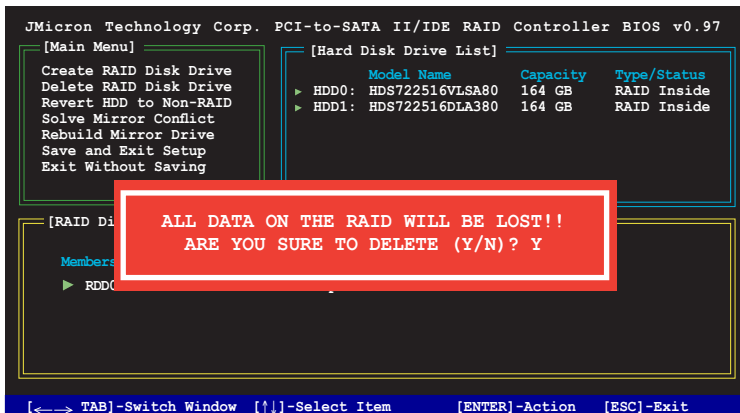 JMicron Technology Corp. PCI-to-SATA II/IDE RAID Controller BIOS v0.97
[Main Menu]
Create RAID Disk Drive
Delete RAID Disk Drive
Revert HDD to Non-RAID
Solve Mirror Conflict
Rebuild Mirror Drive
Save and Exit Setup
Exit Without Saving
[Hard Disk Drive List]
Model Name Capacity Type/Status
HDD0: HDS722516VLSA80 164 GB RAID Inside
HDD1: HDS722516DLA380 164 GB RAID Inside
ALL DATA ON THE RAID WILL BE LOST!!
ARE YOU SURE TO DELETE (Y/N)? Y
[RAID Di
Members
RDD
[←→ TAB]-Switch Window [↑↓]-Select Item [ENTER]-Action [ESC]-Exit